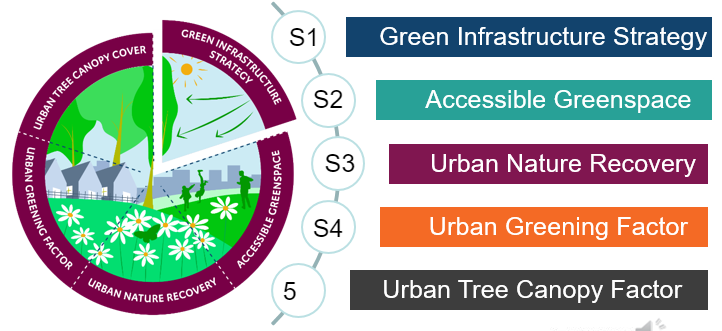 URBAN TREE CANOPY COVER
GREEN INFRASTRUCTURE
STRATEGY
ACCESSIBLE GREENSPACE
URBAN NATURE RECOVERY
URBAN GREENING FACTOR
S1 Green Infrastructure Strategy
S2 Accessible Greenspace
S3 Urban Nature Recovery
S4 Urban Greening Factor
5 Urban Tree Canopy Factor